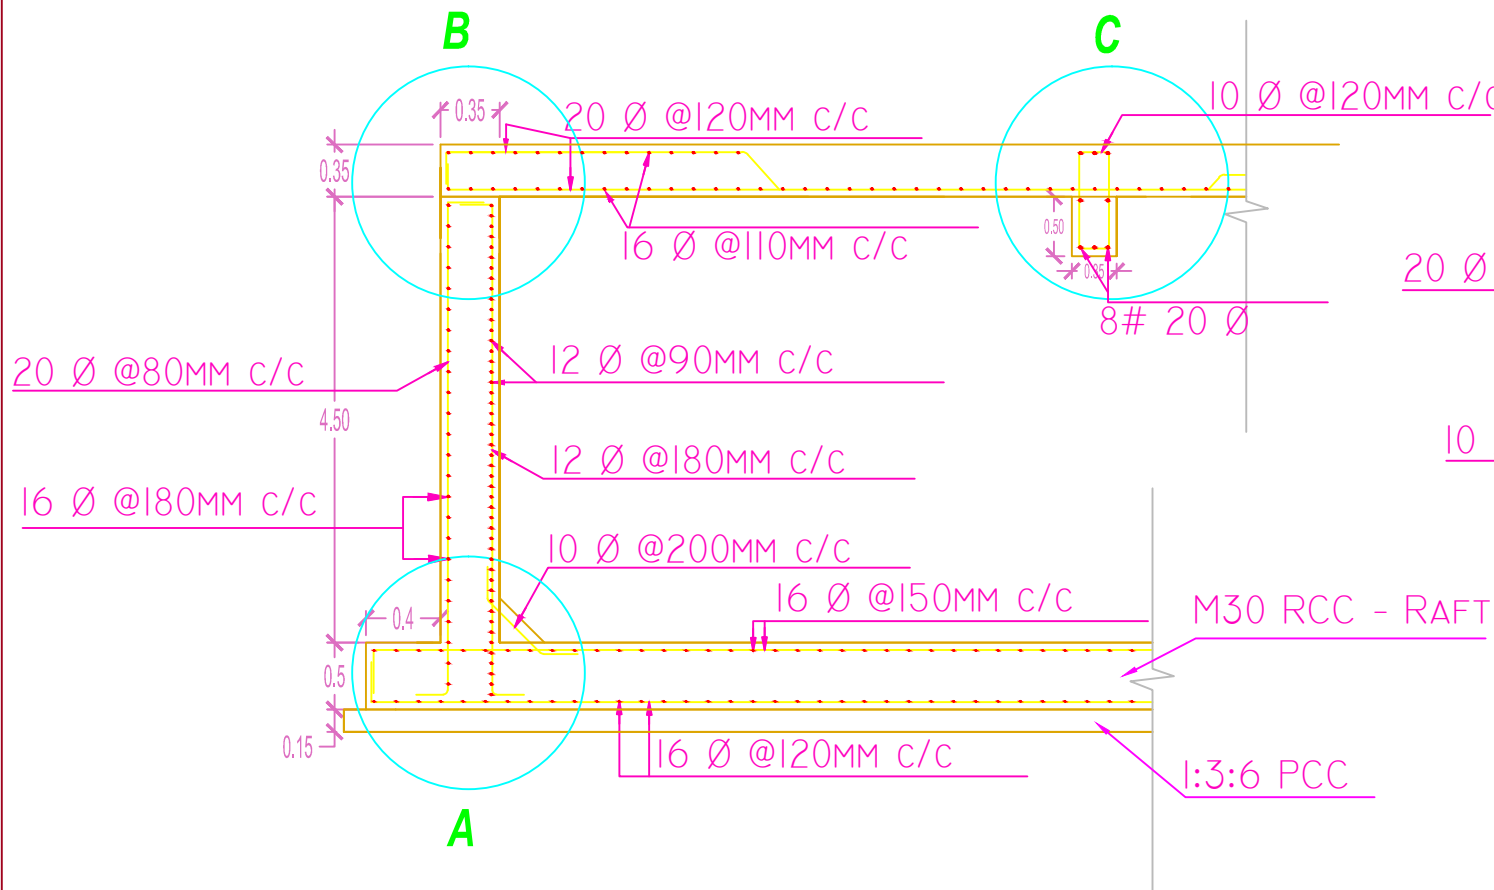 B
C
0.35
20 Ø @120MM C/C
10 Ø @120MM C/C
0.35
0.50
16 Ø @110MM C/C
0.35
20 Ø
8# 20 Ø
12 Ø @90MM C/C
20 Ø @80MM C/C
4.50
10
12 Ø @180MM C/C
16 Ø @180MM C/C
10 Ø @200MM C/C
16 Ø @150MM C/C
M30 RCC - RAFT
0.4
0.5
0.15
16 Ø @120MM C/C
1:3:6 PCC
A